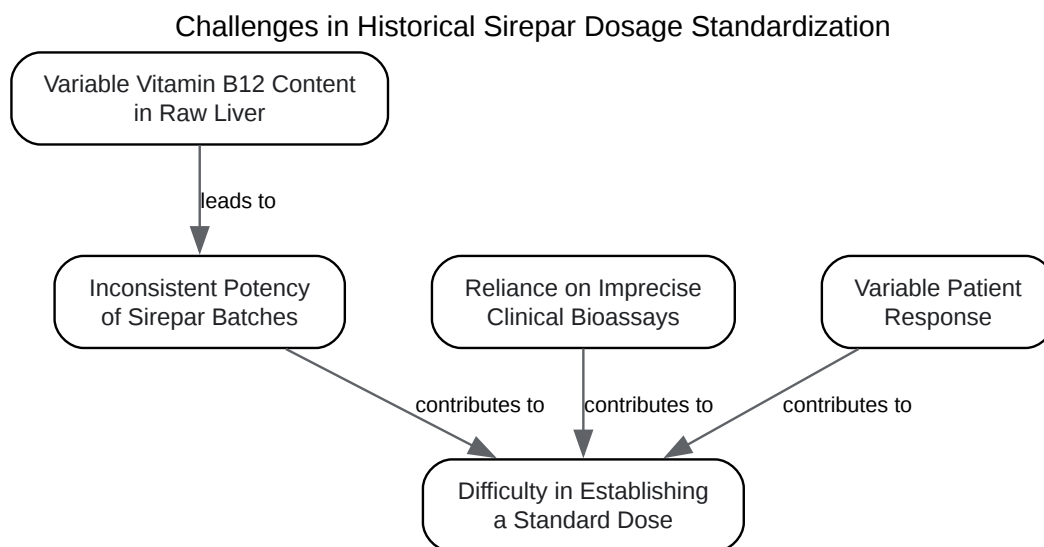 Challenges in Historical Sirepar Dosage Standardization
Variable Vitamin B12 Content
in Raw Liver
leads to
Inconsistent Potency
of Sirepar Batches
Reliance on Imprecise
Clinical Bioassays
Variable Patient
Response
contributes to
contributes to
contributes to
Difficulty in Establishing
a Standard Dose